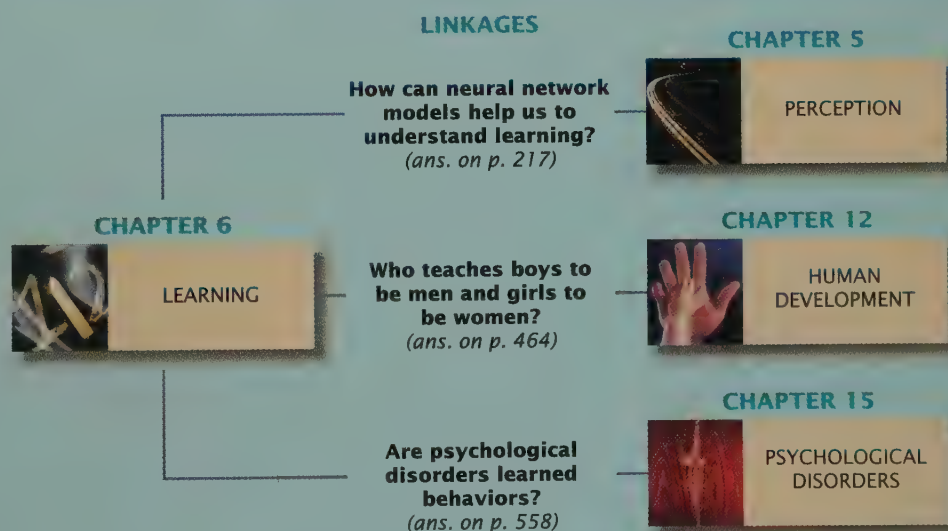 LINKAGES
How can neural network
models help us to
understand learning?
(ans. on p. 217)
CHAPTER 5
PERCEPTION
CHAPTER 6
LEARNING
Who teaches boys to
be men and girls to
be women?
(ans. on p. 464)
CHAPTER 12
HUMAN
DEVELOPMENT
Are psychological
disorders learned
behaviors?
(ans. on p. 558)
CHAPTER 15
PSYCHOLOGICAL
DISORDERS